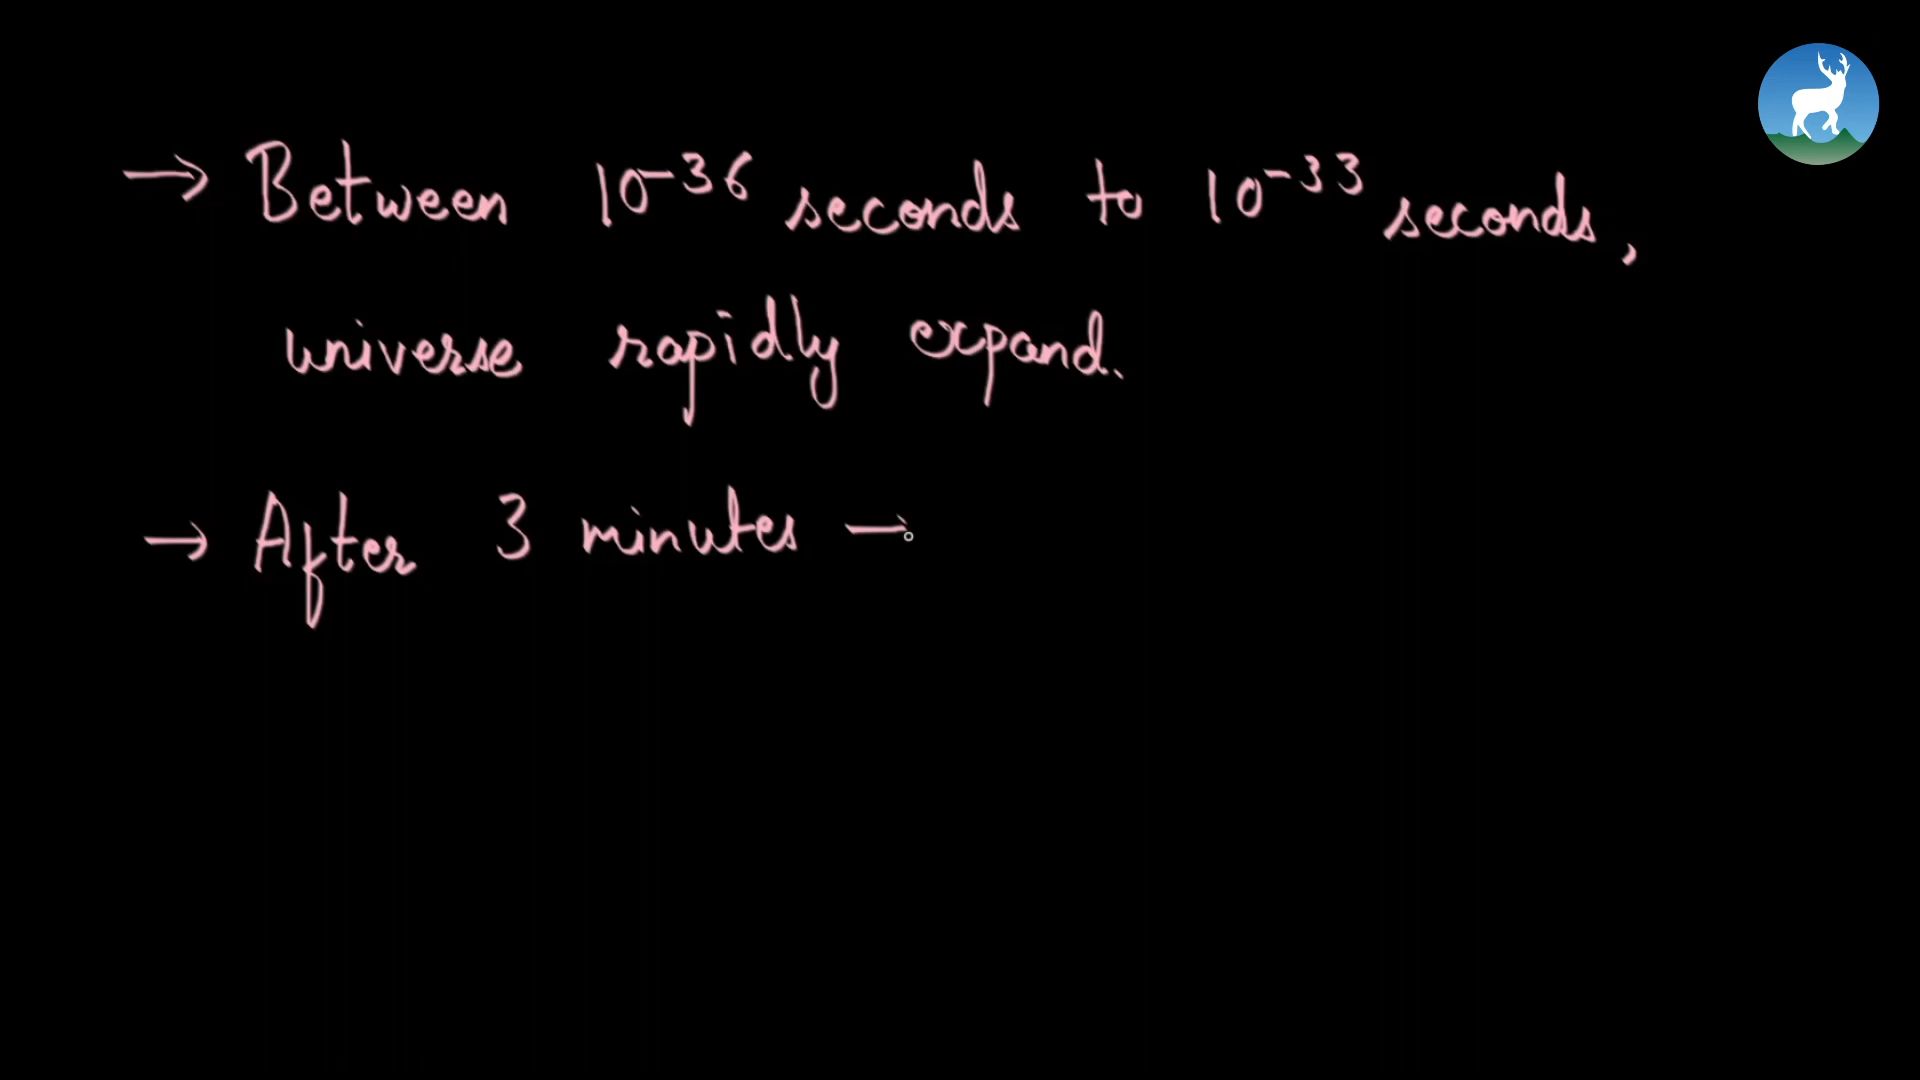 → Between 10⁻³⁶ seconds to 10⁻³³ seconds,
universe rapidly expand.
→ After 3 minutes →